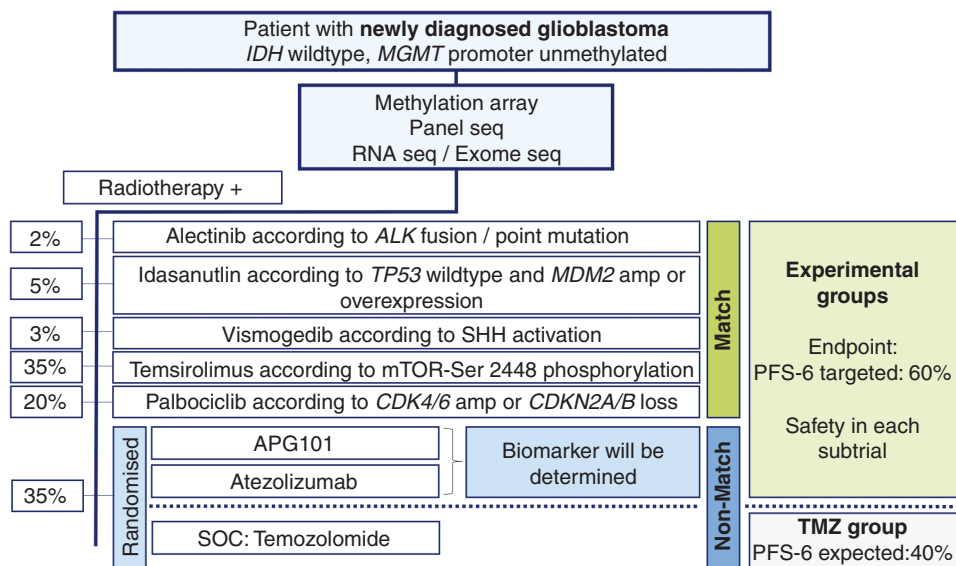 Patient with newly diagnosed glioblastoma
IDH wildtype, MGMT promoter unmethylated
Methylation array
Panel seq
RNA seq / Exome seq
Radiotherapy +
2%
Alectinib according to ALK fusion / point mutation
5%
Idasanutlin according to TP53 wildtype and MDM2 amp or
overexpression
3%
Vismogedib according to SHH activation
35%
Temsirolimus according to mTOR-Ser 2448 phosphorylation
20%
Palbociclib according to CDK4/6 amp or CDKN2A/B loss
Match
Experimental
groups
Endpoint:
PFS-6 targeted: 60%
Safety in each
subtrial
35%
Randomised
APG101
Atezolizumab
Biomarker will be
determined
SOC: Temozolomide
Non-Match
TMZ group
PFS-6 expected:40%